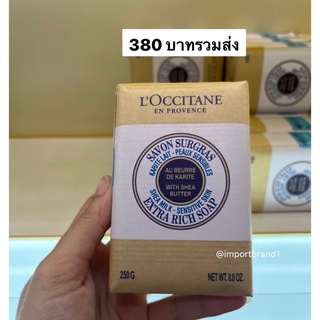 380 บาทรวมส่ง
L'OCCITANE
EN PROVENCE
SAVON SURGRAS
KARITÉ LAIT - PEAUX SENSIBLES
AU BEURRE
DE KARITÉ
WITH SHEA
BUTTER
SHEA MILK - SENSITIVE SKIN
EXTRA RICH SOAP
@importbrand1
250 G
NET WT. 8.8 OZ.